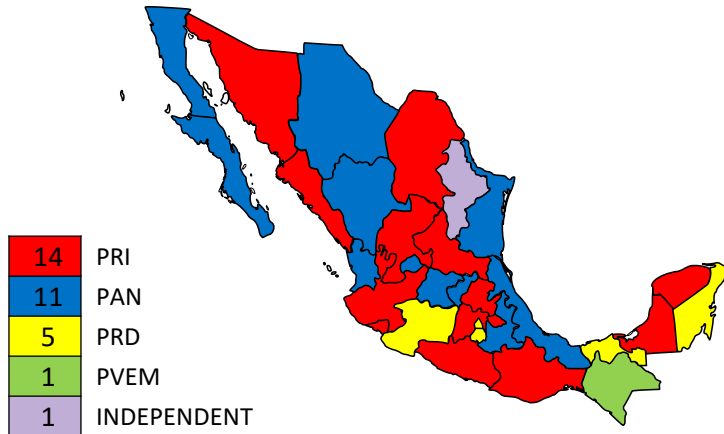 14 PRI
11 PAN
5 PRD
1 PVEM
1 INDEPENDENT